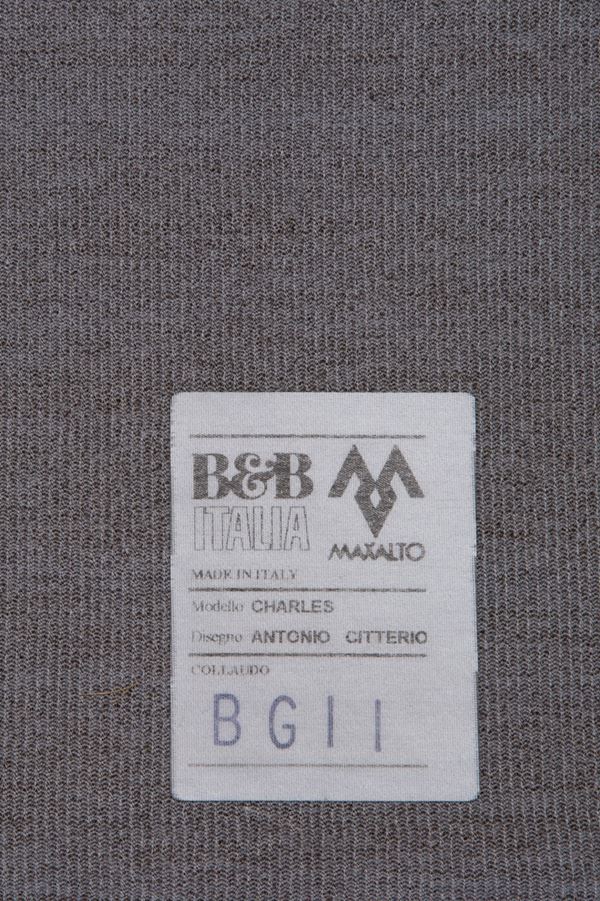 B&B
ITALIA
MAXALTO
MADE IN ITALY
Modello CHARLES
Disegno ANTONIO CITTERIO
COLLAUDO
BG11